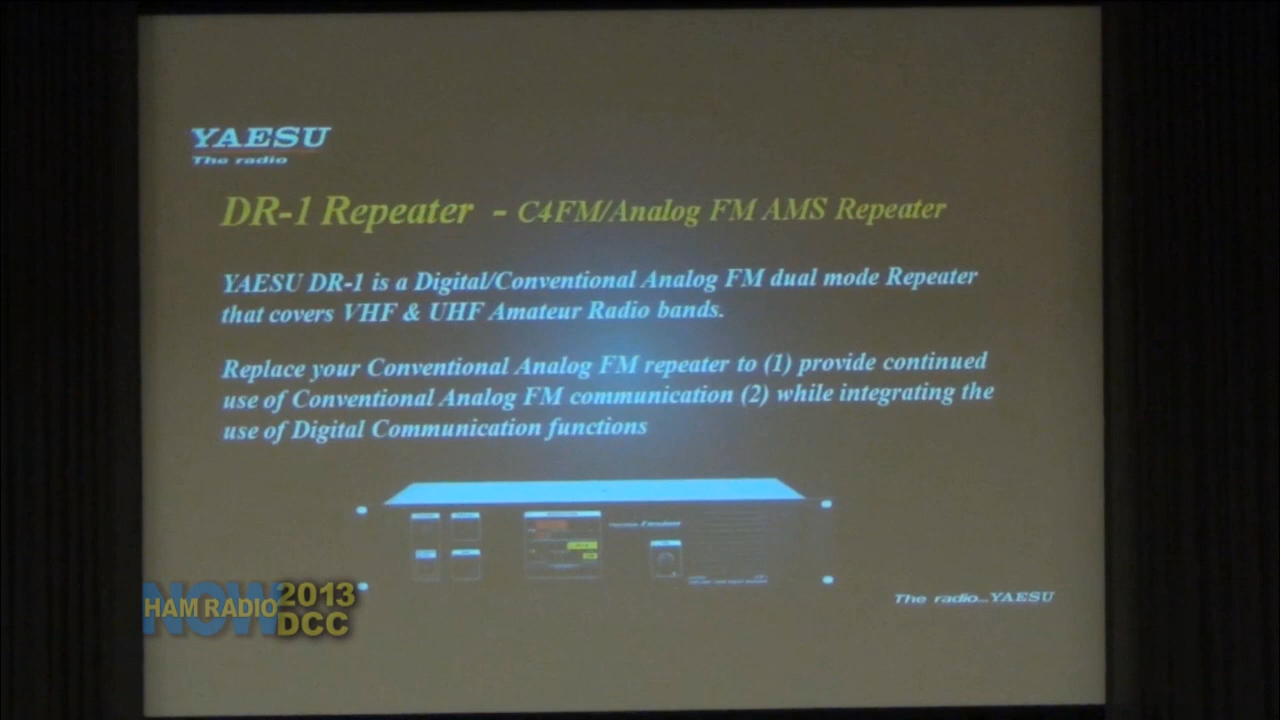 YAESU
The radio
DR-1 Repeater - C4FM/Analog FM AMS Repeater
YAESU DR-1 is a Digital/Conventional Analog FM dual mode Repeater
that covers VHF & UHF Amateur Radio bands.
Replace your Conventional Analog FM repeater to (1) provide continued
use of Conventional Analog FM communication (2) while integrating the
use of Digital Communication functions
The radio...YAESU
NOW
HAM RADIO
2013
DCC